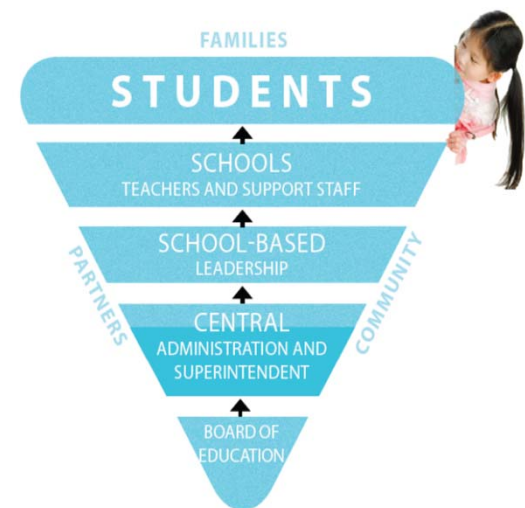 FAMILIES
STUDENTS
SCHOOLS
TEACHERS AND SUPPORT STAFF
SCHOOL-BASED
LEADERSHIP
PARTNERS
COMMUNITY
CENTRAL
ADMINISTRATION AND
SUPERINTENDENT
BOARD OF
EDUCATION